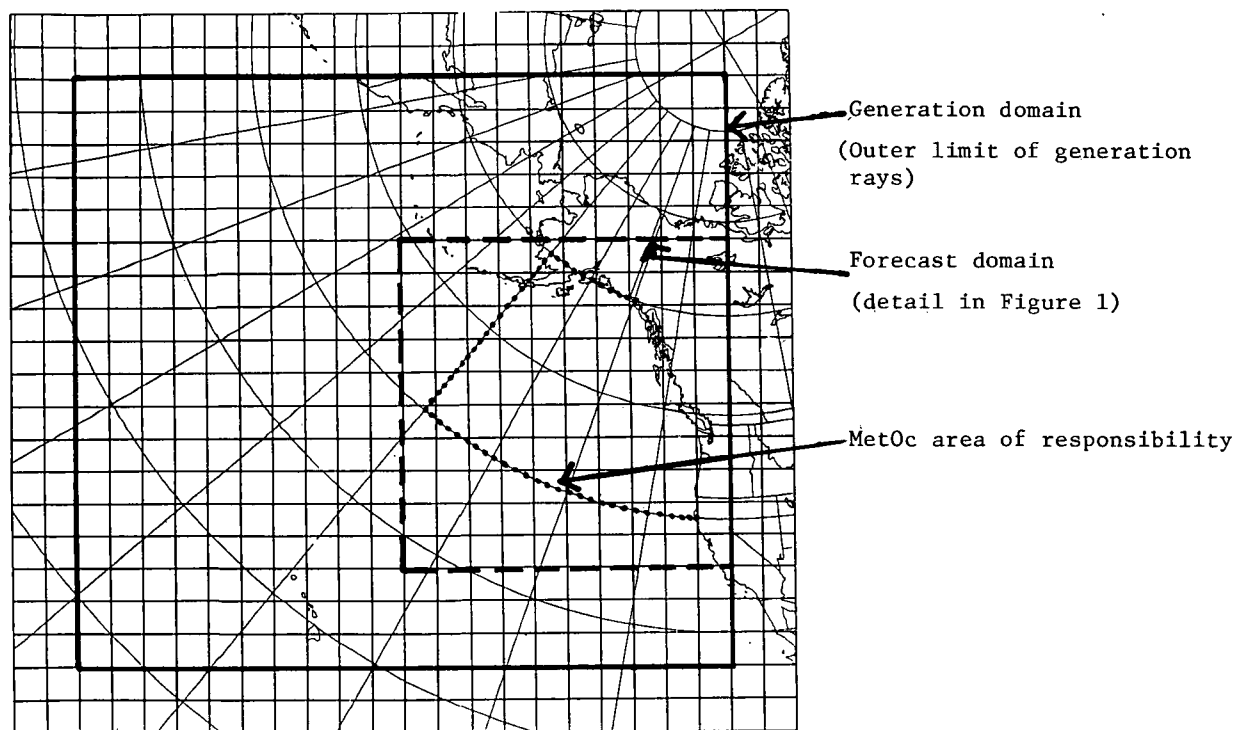 Generation domain
(Outer limit of generation
rays)
Forecast domain
(detail in Figure 1)
MetOc area of responsibility